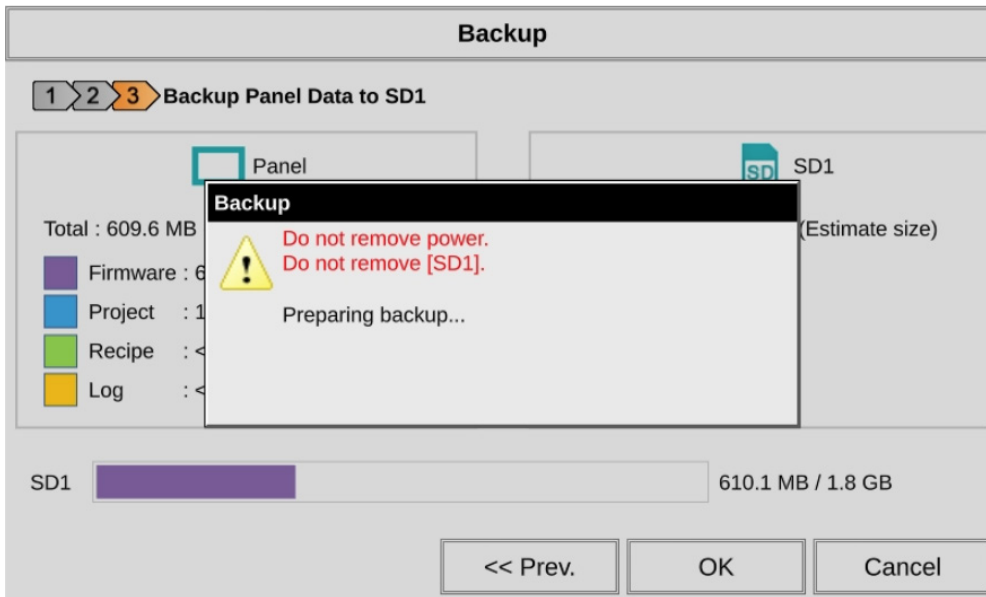 Backup
1 2 3 Backup Panel Data to SD1
Panel
SD SD1
Total : 609.6 MB
(Estimate size)
Firmware : 6
Project : 1
Recipe : <
Log : <
Backup
Do not remove power.
Do not remove [SD1].
Preparing backup...
SD1
610.1 MB / 1.8 GB
<< Prev.
OK
Cancel